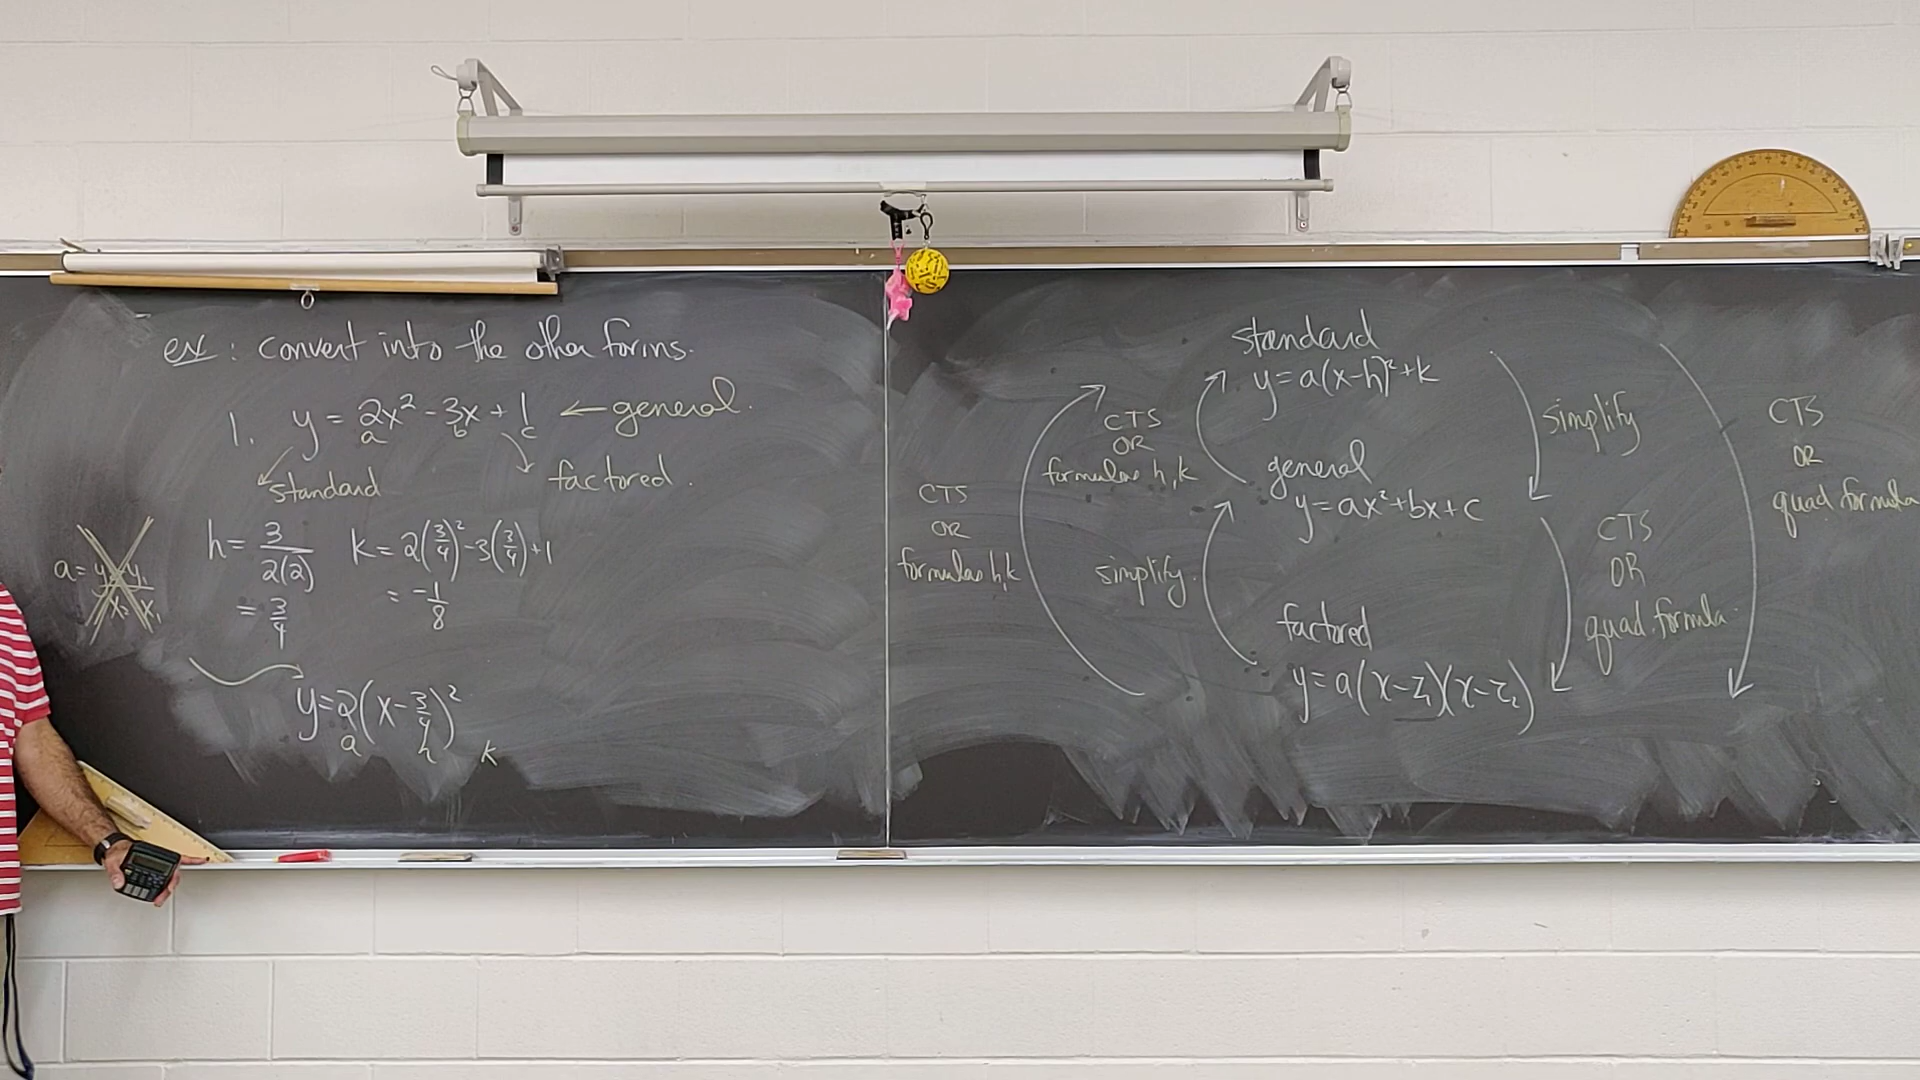 ex: convert into the other forms.
1. y = 2x² - 3x + 1 ← general.
a b c
standard
factored.
h = 3/2(2)
= 3/4
k = 2(3/4)² - 3(3/4) + 1
= -1/8
a = y₂ - y₁ / x₂ - x₁
y = 2(x - 3/4)²
a h k
standard
y = a(x-h)² + k
CTS
OR
formulas h, k
simplify
CTS
OR
quad formula
general
y = ax² + bx + c
CTS
OR
formulas h, k
simplify.
CTS
OR
quad. formula
factored
y = a(x - z₁)(x - z₂)